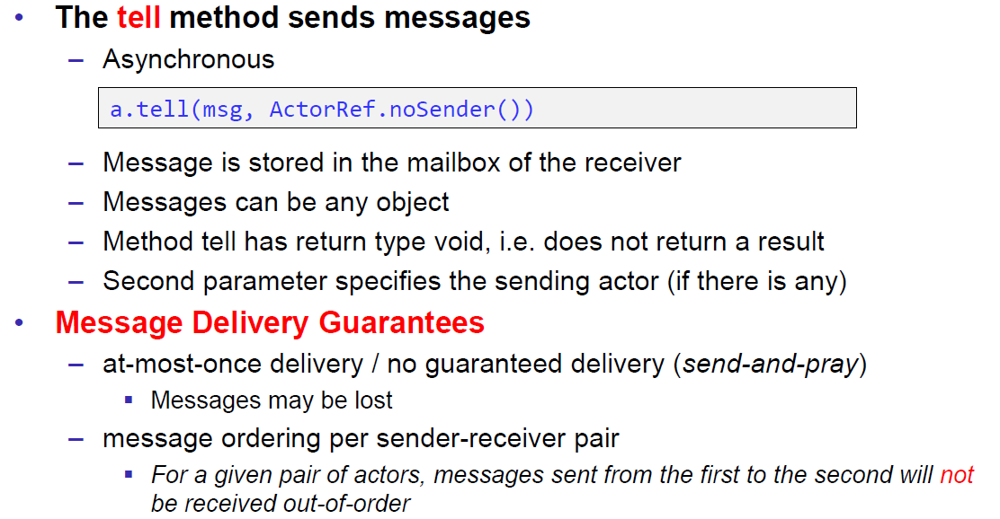 • The tell method sends messages
– Asynchronous
a.tell(msg, ActorRef.noSender())
– Message is stored in the mailbox of the receiver
– Messages can be any object
– Method tell has return type void, i.e. does not return a result
– Second parameter specifies the sending actor (if there is any)
• Message Delivery Guarantees
– at-most-once delivery / no guaranteed delivery (send-and-pray)
▪ Messages may be lost
– message ordering per sender-receiver pair
▪ For a given pair of actors, messages sent from the first to the second will not
be received out-of-order